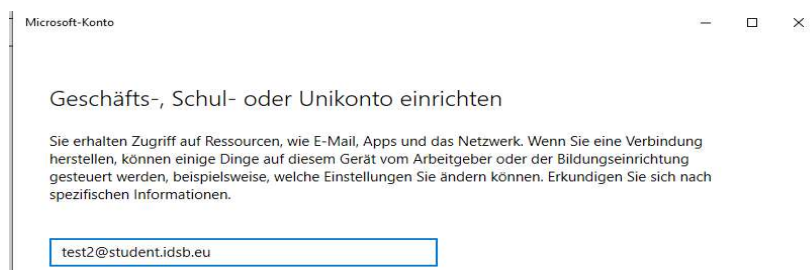 Microsoft-Konto
Geschäfts-, Schul- oder Unikonto einrichten
Sie erhalten Zugriff auf Ressourcen, wie E-Mail, Apps und das Netzwerk. Wenn Sie eine Verbindung
herstellen, können einige Dinge auf diesem Gerät vom Arbeitgeber oder der Bildungseinrichtung
gesteuert werden, beispielsweise, welche Einstellungen Sie ändern können. Erkundigen Sie sich nach
spezifischen Informationen.
test2@student.idsb.eu